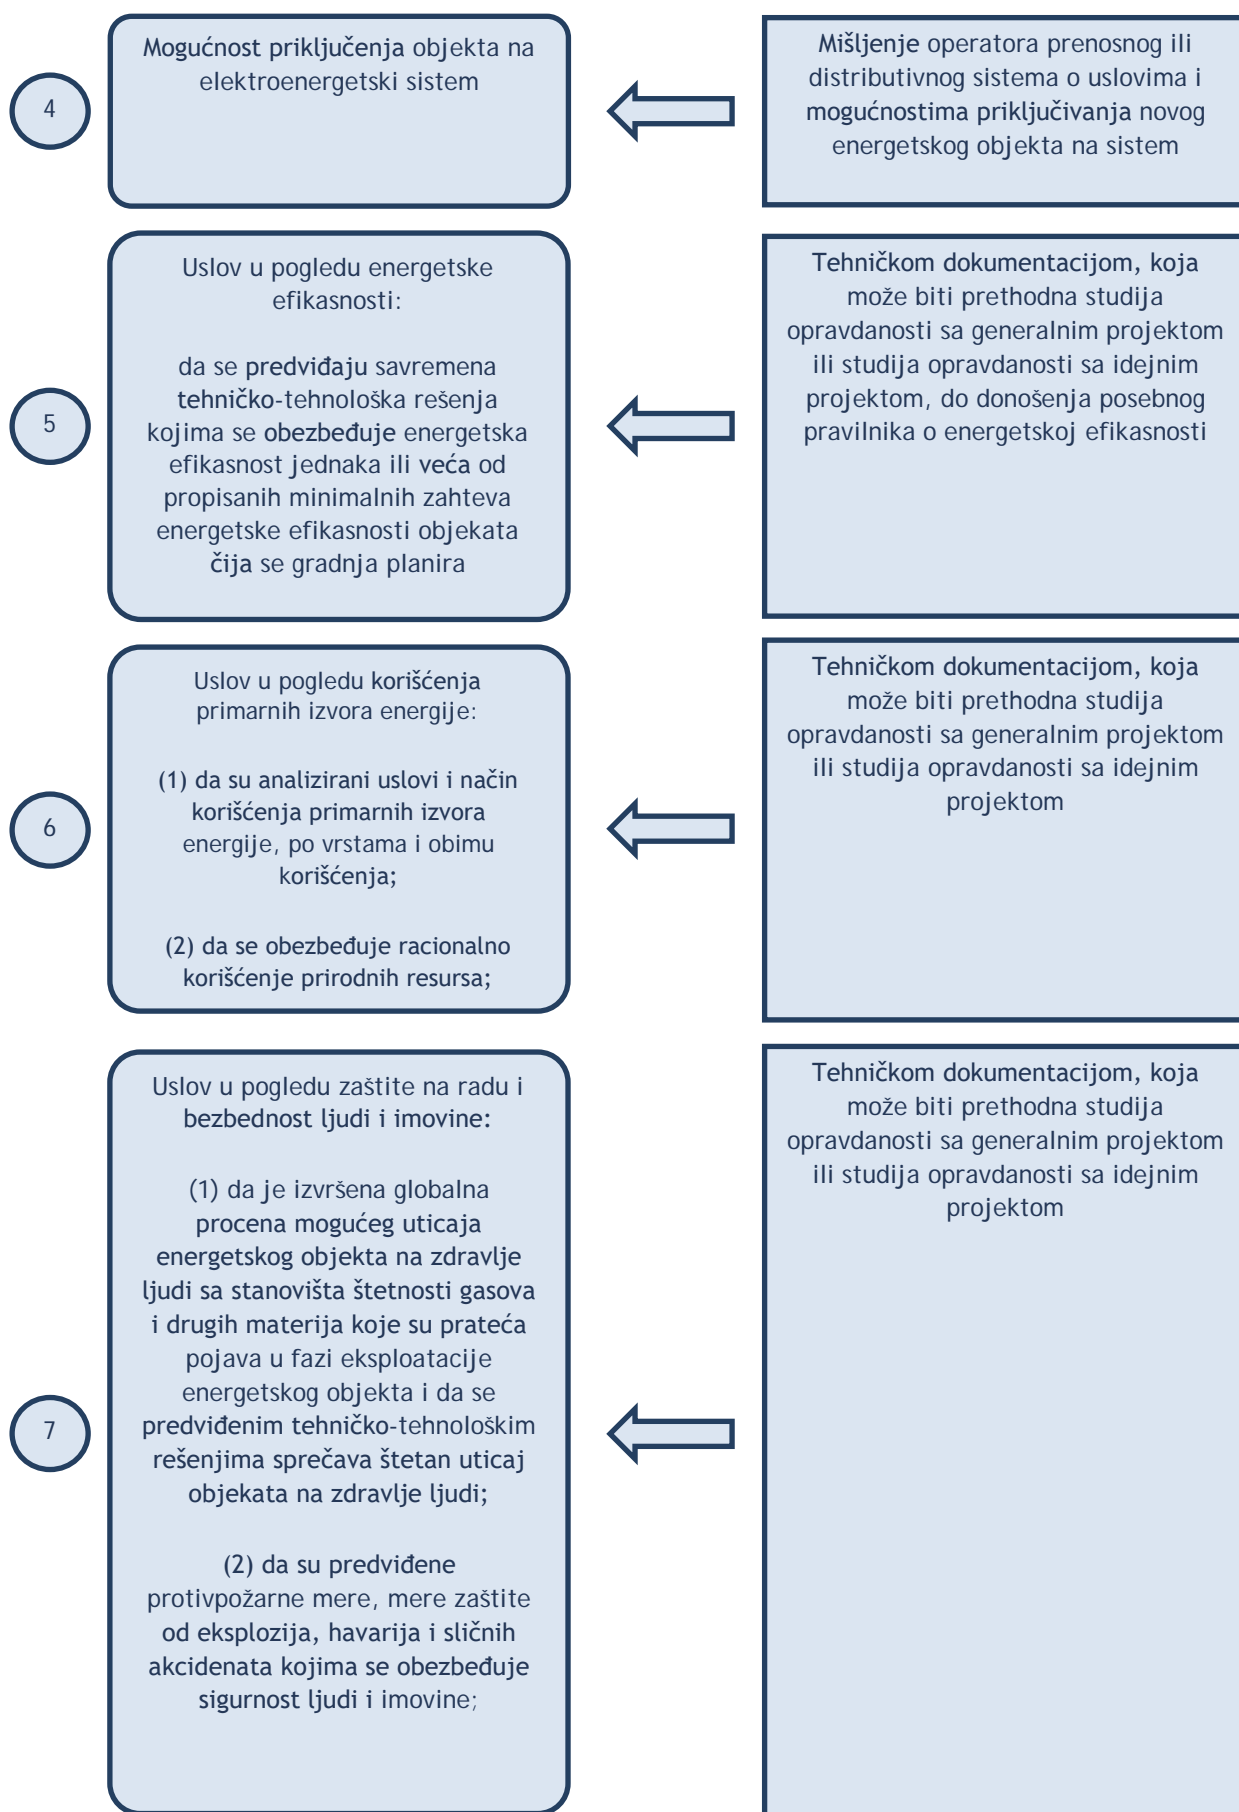 4
Mogućnost priključenja objekta na
elektroenergetski sistem
Mišljenje operatora prenosnog ili
distributivnog sistema o uslovima i
mogućnostima priključivanja novog
energetskog objekta na sistem
5
Uslov u pogledu energetske
efikasnosti:
da se predviđaju savremena
tehničko-tehnološka rešenja
kojima se obezbeđuje energetska
efikasnost jednaka ili veća od
propisanih minimalnih zahteva
energetske efikasnosti objekata
čija se gradnja planira
Tehničkom dokumentacijom, koja
može biti prethodna studija
opravdanosti sa generalnim projektom
ili studija opravdanosti sa idejnim
projektom, do donošenja posebnog
pravilnika o energetskoj efikasnosti
6
Uslov u pogledu korišćenja
primarnih izvora energije:
(1) da su analizirani uslovi i način
korišćenja primarnih izvora
energije, po vrstama i obimu
korišćenja;
(2) da se obezbeđuje racionalno
korišćenje prirodnih resursa;
Tehničkom dokumentacijom, koja
može biti prethodna studija
opravdanosti sa generalnim projektom
ili studija opravdanosti sa idejnim
projektom
7
Uslov u pogledu zaštite na radu i
bezbednost ljudi i imovine:
(1) da je izvršena globalna
procena mogućeg uticaja
energetskog objekta na zdravlje
ljudi sa stanovišta štetnosti gasova
i drugih materija koje su prateća
pojava u fazi eksploatacije
energetskog objekta i da se
predviđenim tehničko-tehnološkim
rešenjima sprečava štetan uticaj
objekata na zdravlje ljudi;
(2) da su predviđene
protivpožarne mere, mere zaštite
od eksplozija, havarija i sličnih
akcidenata kojima se obezbeđuje
sigurnost ljudi i imovine;
Tehničkom dokumentacijom, koja
može biti prethodna studija
opravdanosti sa generalnim projektom
ili studija opravdanosti sa idejnim
projektom